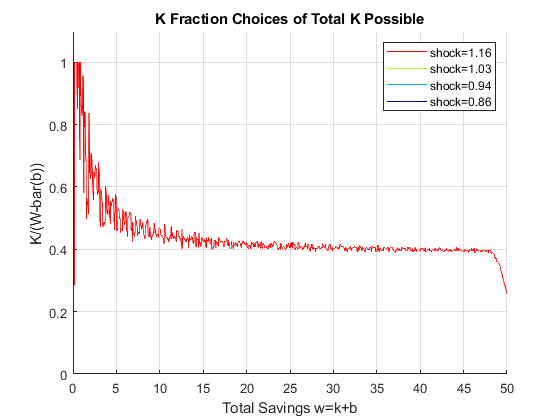 K Fraction Choices of Total K Possible
shock=1.16
shock=1.03
shock=0.94
shock=0.86
K/(W-bar(b))
1
0.8
0.6
0.4
0.2
0
0 5 10 15 20 25 30 35 40 45 50
Total Savings w=k+b